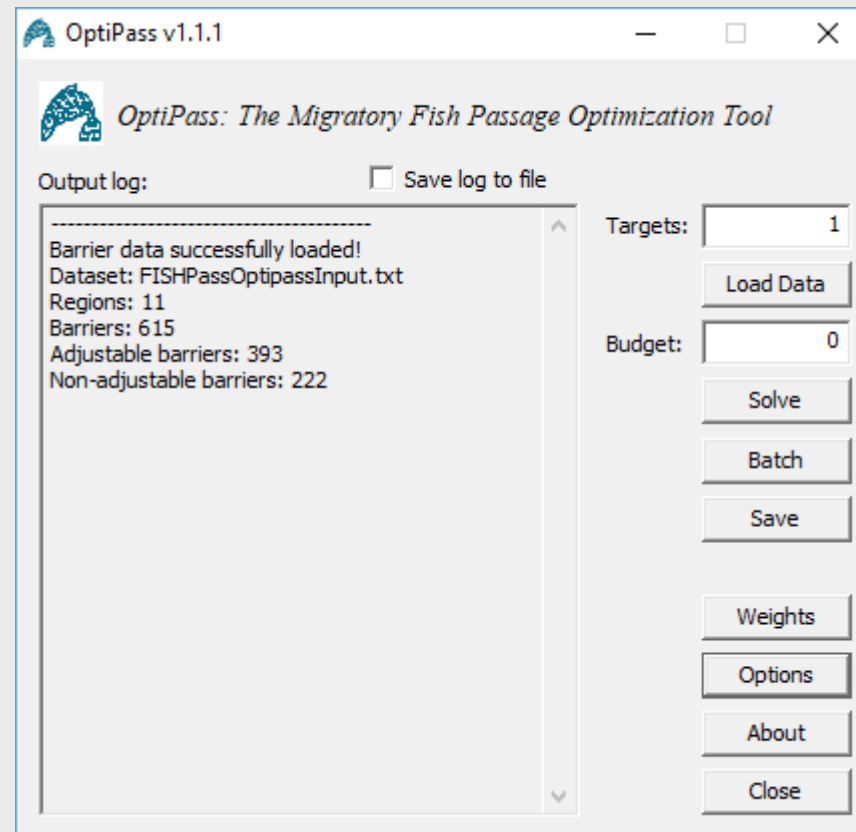 OptiPass v1.1.1
OptiPass: The Migratory Fish Passage Optimization Tool
Output log:
Save log to file
----------------------------------------
Barrier data successfully loaded!
Dataset: FISHPassOptipassInput.txt
Regions: 11
Barriers: 615
Adjustable barriers: 393
Non-adjustable barriers: 222
Targets: 1
Load Data
Budget: 0
Solve
Batch
Save
Weights
Options
About
Close